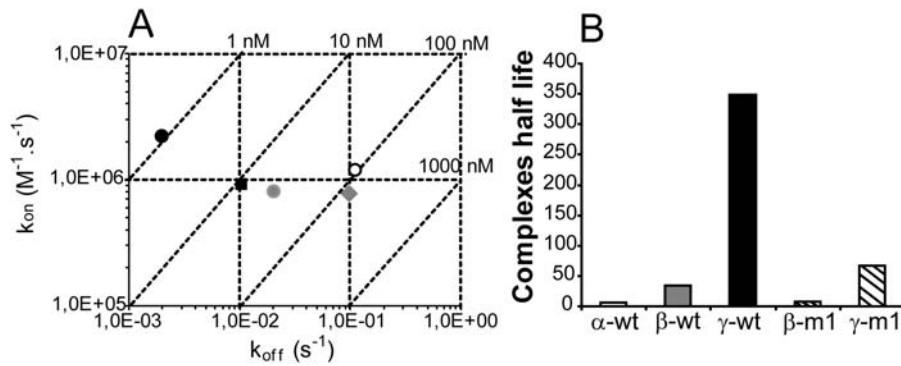 A
1 nM 10 nM 100 nM
1,0E+07
1,0E+06
1000 nM
1,0E+05
1,0E-03 1,0E-02 1,0E-01 1,0E+00
kon (M-1.s-1)
koff (s-1)
B
Complexes half life
400
350
300
250
200
150
100
50
0
α-wt β-wt γ-wt β-m1 γ-m1